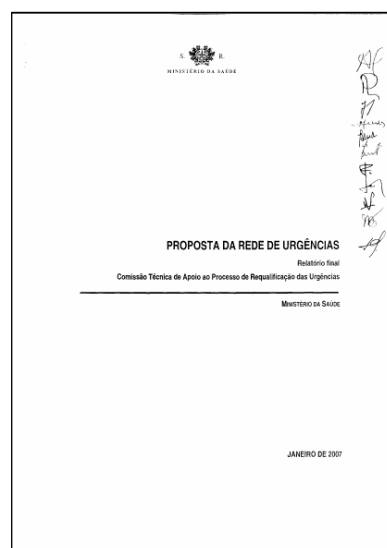 S. R.
MINISTÉRIO DA SAÚDE
PROPOSTA DA REDE DE URGÊNCIAS
Relatório final
Comissão Técnica de Apoio ao Processo de Requalificação das Urgências
MINISTÉRIO DA SAÚDE
JANEIRO DE 2007